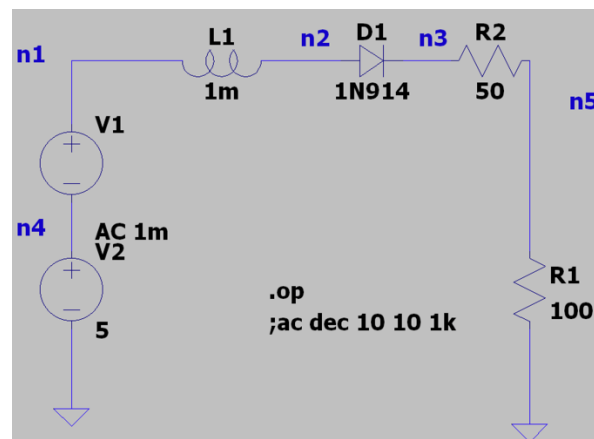 L1
D1
n1
n2
n3
R2
1m
1N914
50
n5
V1
n4
AC 1m
V2
R1
.op
100
5
;ac dec 10 10 1k